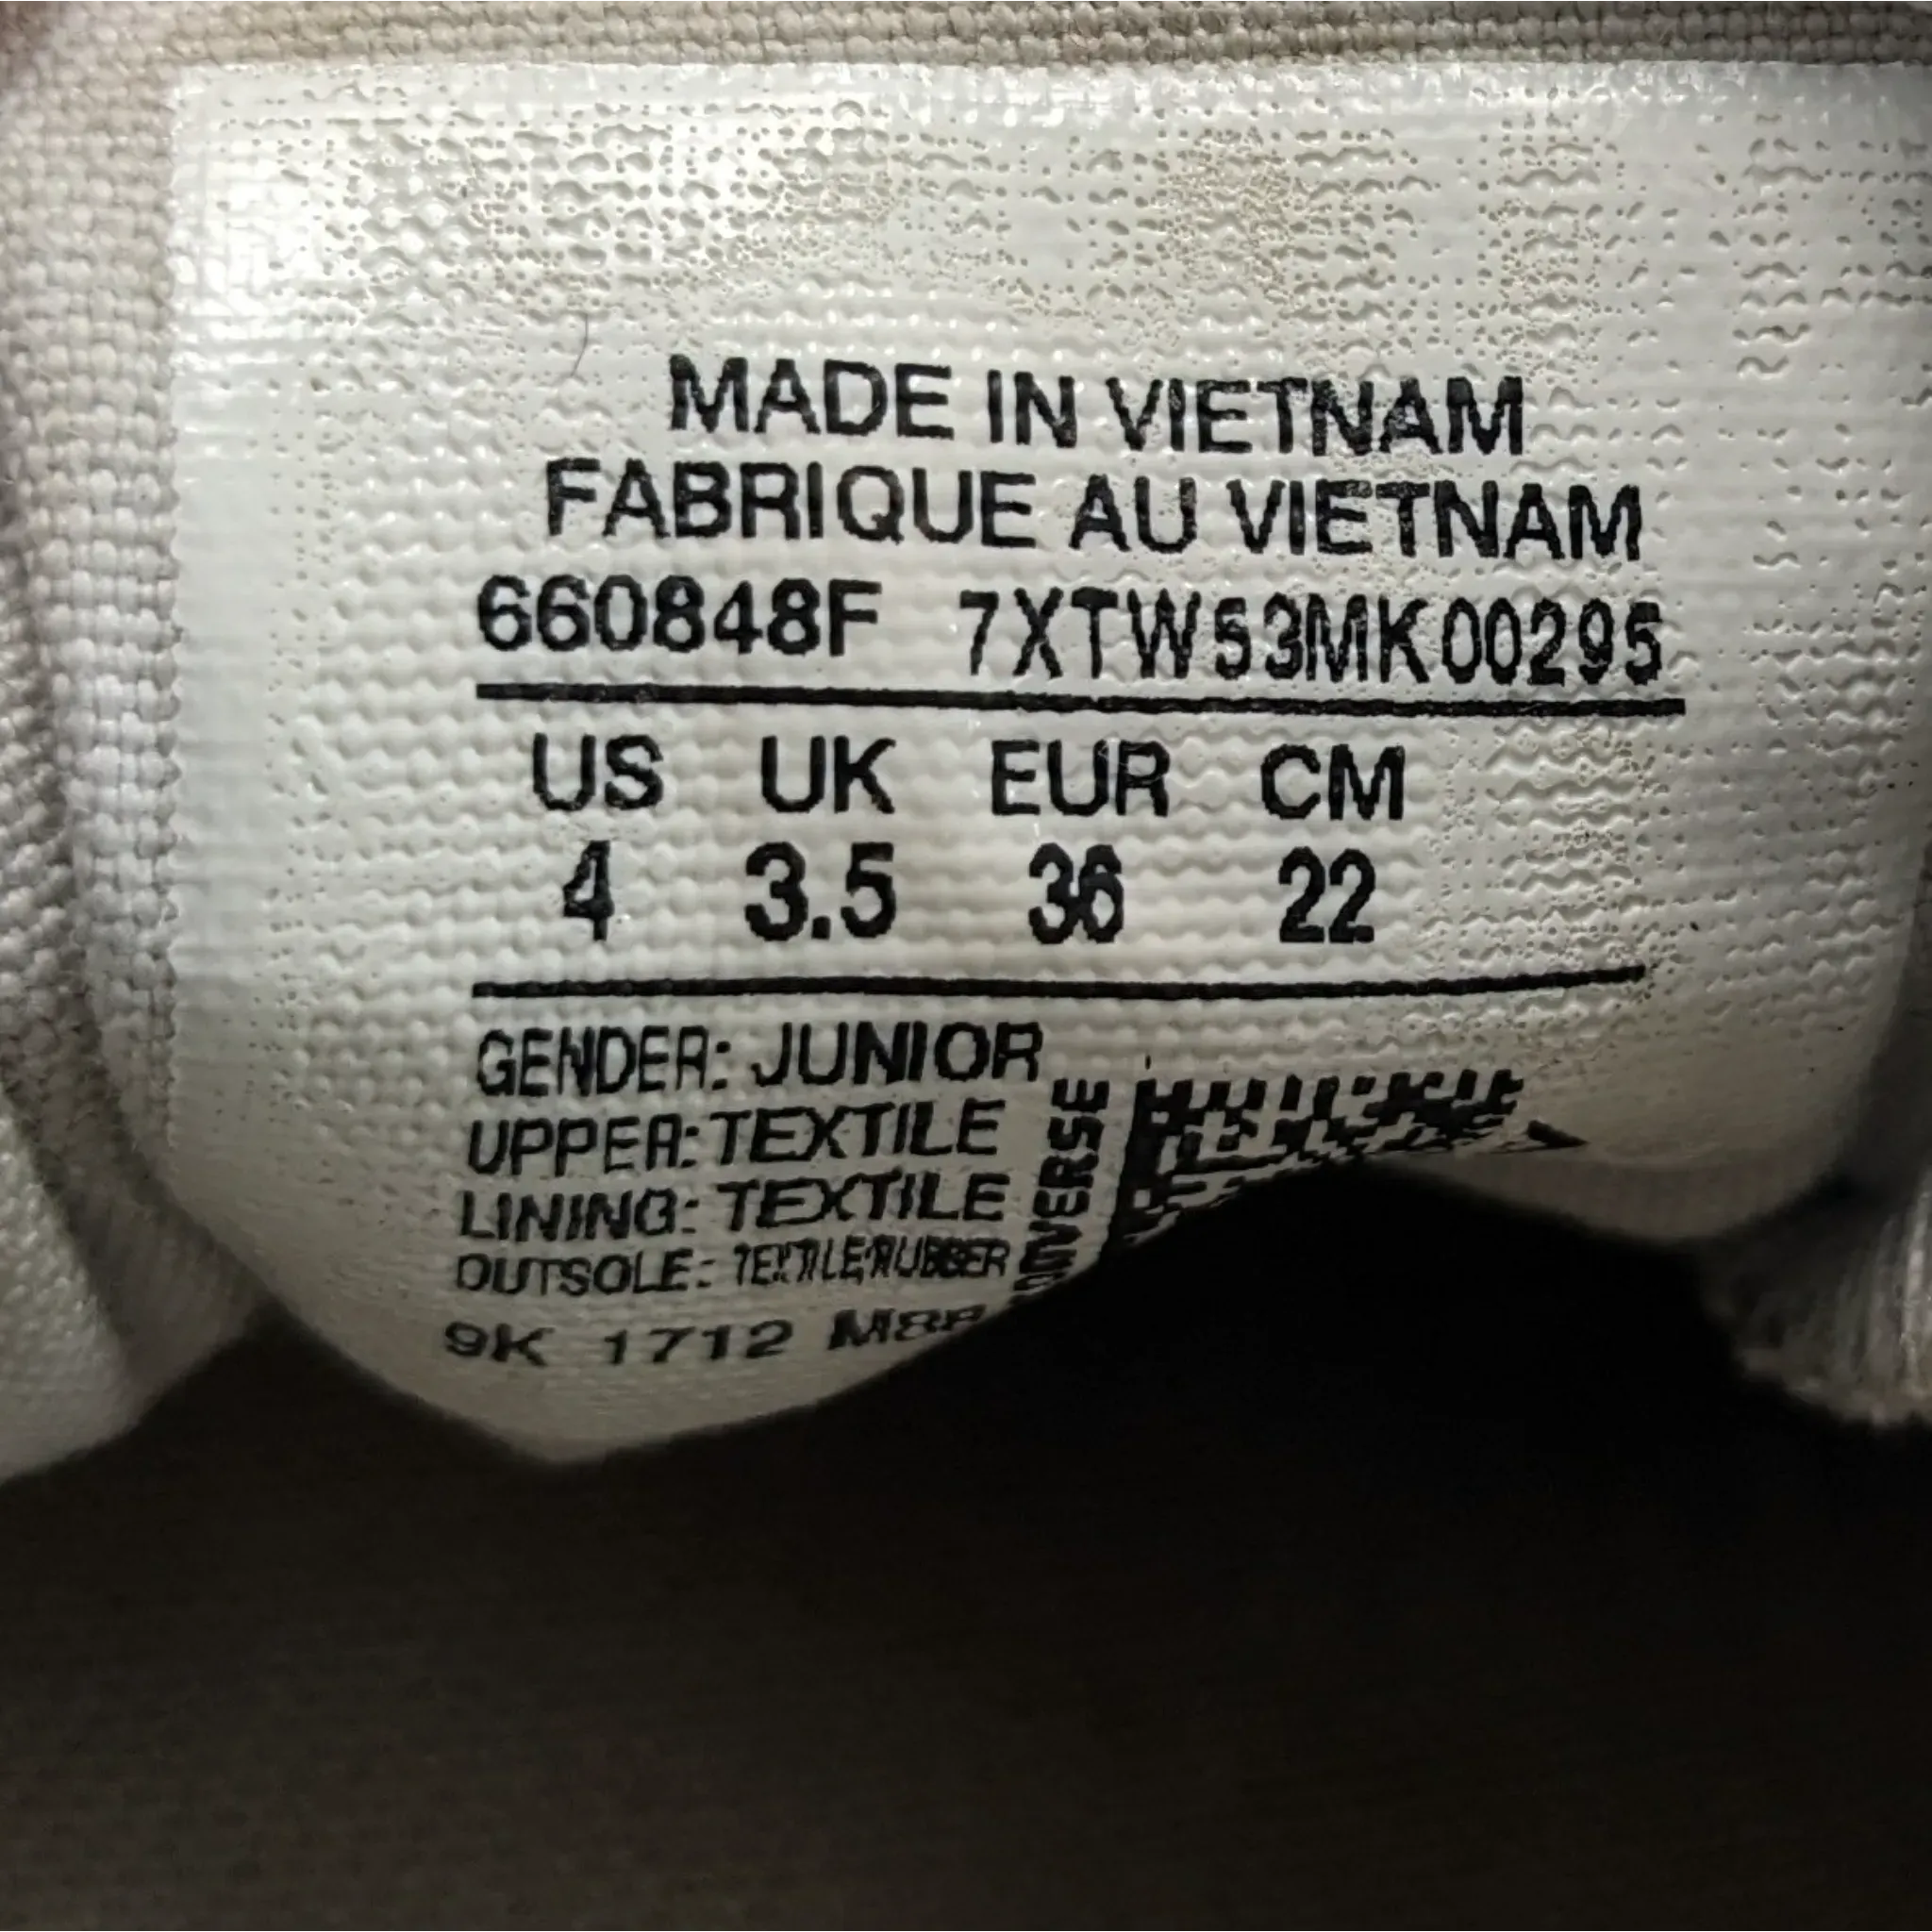 MADE IN VIETNAM
FABRIQUE AU VIETNAM
660848F 7XTW53MK00295
US UK EUR CM
4 3.5 36 22
GENDER: JUNIOR
UPPER: TEXTILE
LINING: TEXTILE
OUTSOLE: TEXTILE/RUBBER
9K 1712
CONVERSE